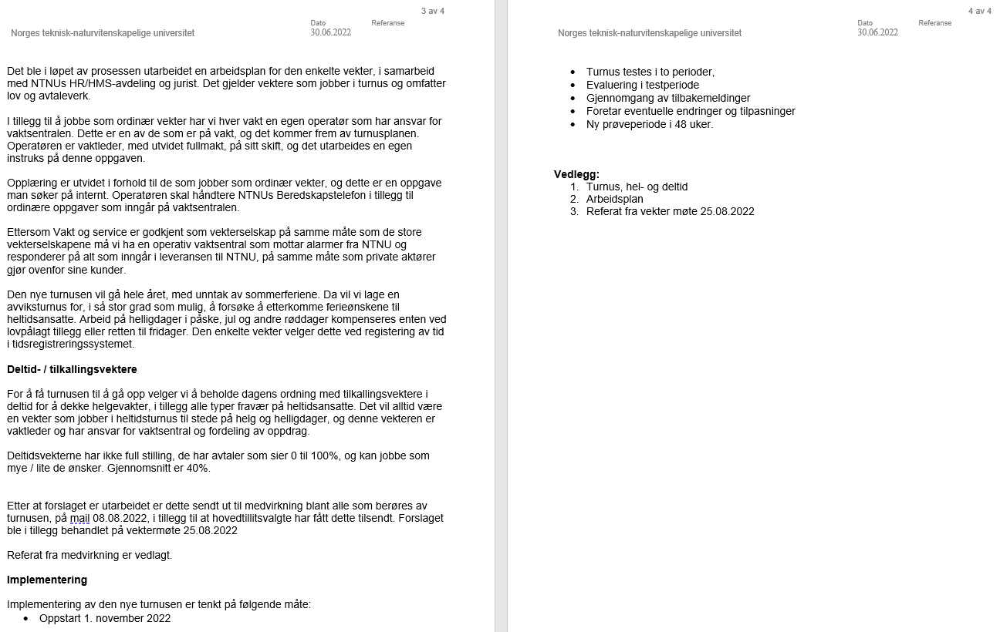 3 av 4
Dato
Referanse
Norges teknisk-naturvitenskapelige universitet
30.06.2022
Det ble i løpet av prosessen utarbeidet en arbeidsplan for den enkelte vekter, i samarbeid
med NTNUs HR/HMS-avdeling og jurist. Det gjelder vektere som jobber i turnus og omfatter
lov og avtaleverk.
I tillegg til å jobbe som ordinær vekter har vi hver vakt en egen operatør som har ansvar for
vaktsentralen. Dette er en av de som er på vakt, og det kommer frem av turnusplanen.
Operatøren er vaktleder, med utvidet fullmakt, på sitt skift, og det utarbeides en egen
instruks på denne oppgaven.
Opplæring er utvidet i forhold til de som jobber som ordinær vekter, og dette er en oppgave
man søker på internt. Operatøren skal håndtere NTNUs Beredskapstelefon i tillegg til
ordinære oppgaver som inngår på vaktsentralen.
Ettersom Vakt og service er godkjent som vekterselskap på samme måte som de store
vekterselskapene må vi ha en operativ vaktsentral som mottar alarmer fra NTNU og
responderer på alt som inngår i leveransen til NTNU, på samme måte som private aktører
gjør ovenfor sine kunder.
Den nye turnusen vil gå hele året, med unntak av sommerferiene. Da vil vi lage en
avviksturnus for, i så stor grad som mulig, å forsøke å etterkomme ferieønskene til
heltidsansatte. Arbeid på helligdager i påske, jul og andre røddager kompenseres enten ved
lovpålagt tillegg eller retten til fridager. Den enkelte vekter velger dette ved registering av tid
i tidsregistreringssystemet.
Deltid- / tilkallingsvektere
For å få turnusen til å gå opp velger vi å beholde dagens ordning med tilkallingsvektere i
deltid for å dekke helgevakter, i tillegg alle typer fravær på heltidsansatte. Det vil alltid være
en vekter som jobber i heltidsturnus til stede på helg og helligdager, og denne vekteren er
vaktleder og har ansvar for vaktsentral og fordeling av oppdrag.
Deltidsvekterne har ikke full stilling, de har avtaler som sier 0 til 100%, og kan jobbe som
mye / lite de ønsker. Gjennomsnitt er 40%.
Etter at forslaget er utarbeidet er dette sendt ut til medvirkning blant alle som berøres av
turnusen, på mail 08.08.2022, i tillegg til at hovedtillitsvalgte har fått dette tilsendt. Forslaget
ble i tillegg behandlet på vektermøte 25.08.2022
Referat fra medvirkning er vedlagt.
Implementering
Implementering av den nye turnusen er tenkt på følgende måte:
• Oppstart 1. november 2022
4 av 4
Dato
Referanse
Norges teknisk-naturvitenskapelige universitet
30.06.2022
• Turnus testes i to perioder,
• Evaluering i testperiode
• Gjennomgang av tilbakemeldinger
• Foretar eventuelle endringer og tilpasninger
• Ny prøveperiode i 48 uker.
Vedlegg:
1. Turnus, hel- og deltid
2. Arbeidsplan
3. Referat fra vekter møte 25.08.2022